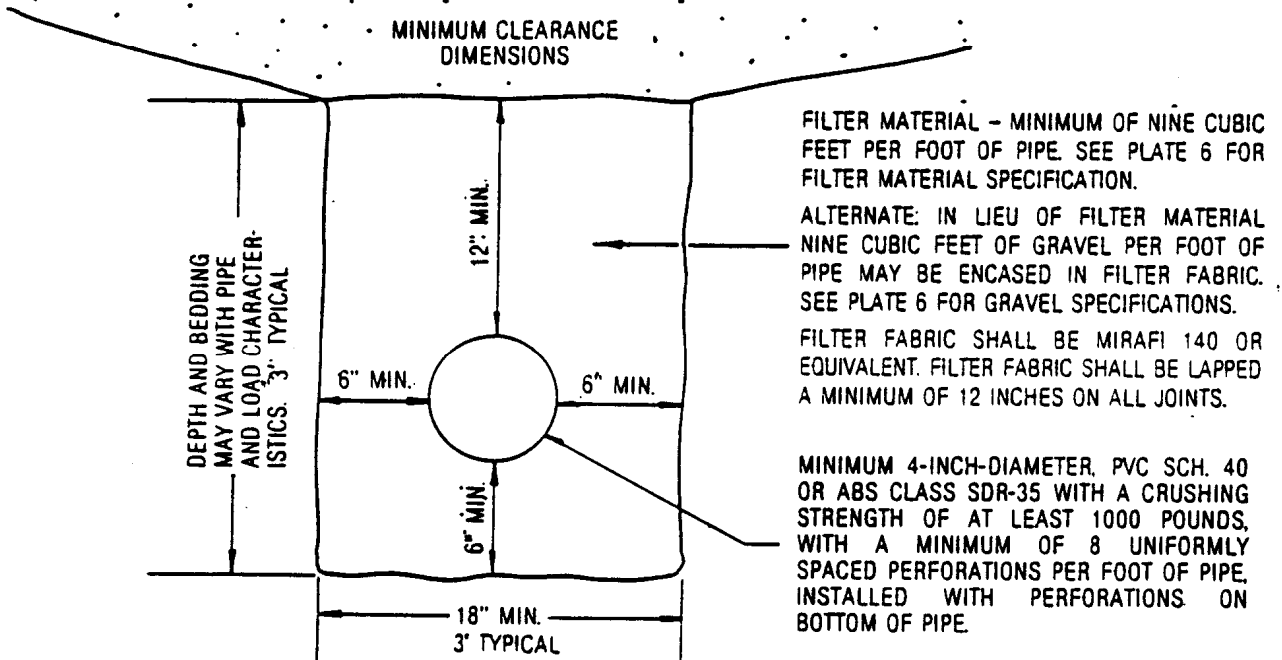 MINIMUM CLEARANCE
DIMENSIONS
12" MIN.
DEPTH AND BEDDING
MAY VARY WITH PIPE
AND LOAD CHARACTER-
ISTICS. 3" TYPICAL
6" MIN.
6" MIN.
6" MIN.
18" MIN.
3' TYPICAL
FILTER MATERIAL - MINIMUM OF NINE CUBIC
FEET PER FOOT OF PIPE. SEE PLATE 6 FOR
FILTER MATERIAL SPECIFICATION.
ALTERNATE: IN LIEU OF FILTER MATERIAL
NINE CUBIC FEET OF GRAVEL PER FOOT OF
PIPE MAY BE ENCASED IN FILTER FABRIC.
SEE PLATE 6 FOR GRAVEL SPECIFICATIONS.
FILTER FABRIC SHALL BE MIRAFI 140 OR
EQUIVALENT. FILTER FABRIC SHALL BE LAPPED
A MINIMUM OF 12 INCHES ON ALL JOINTS.
MINIMUM 4-INCH-DIAMETER, PVC SCH. 40
OR ABS CLASS SDR-35 WITH A CRUSHING
STRENGTH OF AT LEAST 1000 POUNDS,
WITH A MINIMUM OF 8 UNIFORMLY
SPACED PERFORATIONS PER FOOT OF PIPE,
INSTALLED WITH PERFORATIONS ON
BOTTOM OF PIPE.